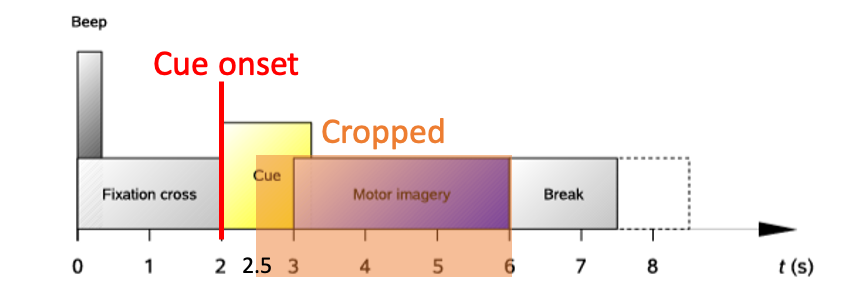 Beep
Cue onset
Cropped
Cue
Fixation cross
Motor imagery
Break
0 1 2 2.5 3 4 5 6 7 8 t (s)